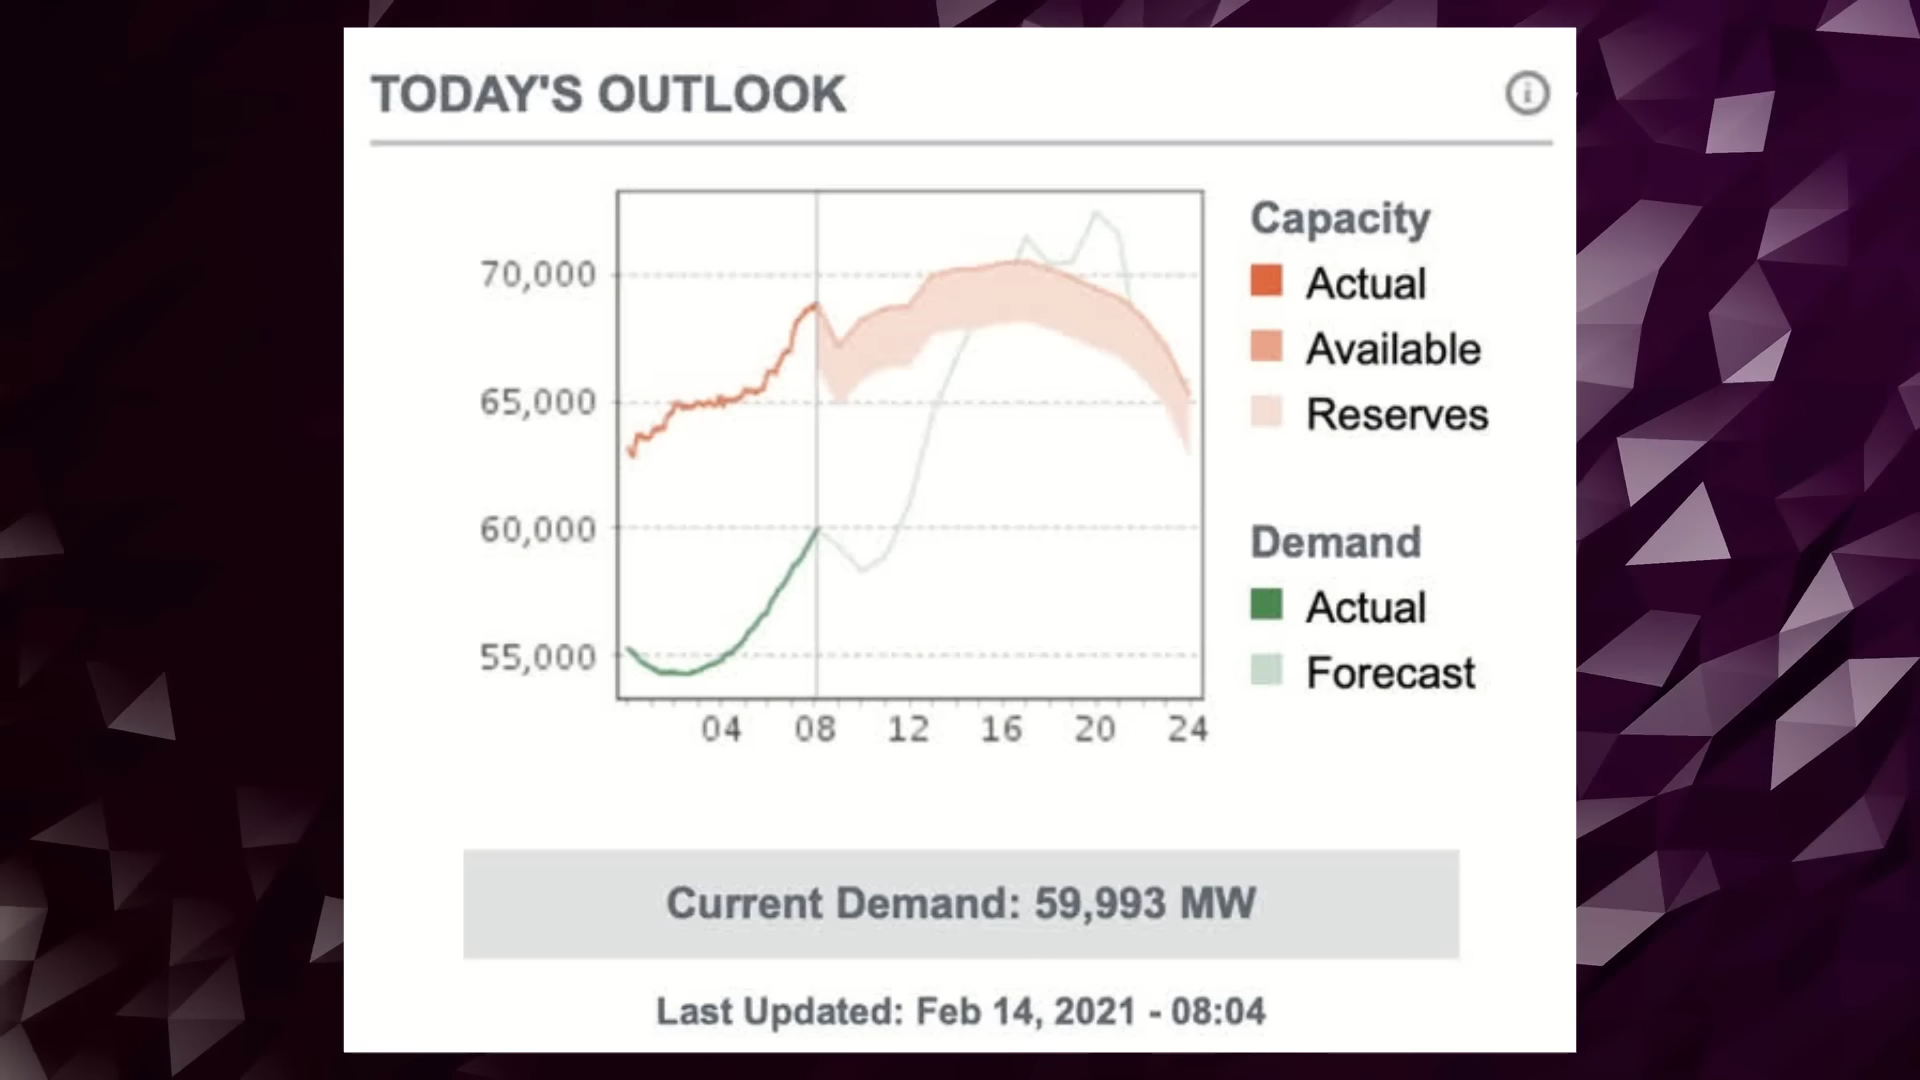 TODAY'S OUTLOOK
i
70,000
65,000
60,000
55,000
04 08 12 16 20 24
Capacity
Actual
Available
Reserves
Demand
Actual
Forecast
Current Demand: 59,993 MW
Last Updated: Feb 14, 2021 - 08:04